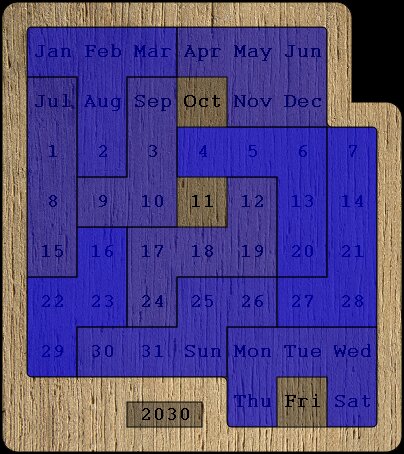 Jan Feb Mar Apr May Jun
Jul Aug Sep Oct Nov Dec
1 2 3 4 5 6 7
8 9 10 11 12 13 14
15 16 17 18 19 20 21
22 23 24 25 26 27 28
29 30 31 Sun Mon Tue Wed
Thu Fri Sat
2030